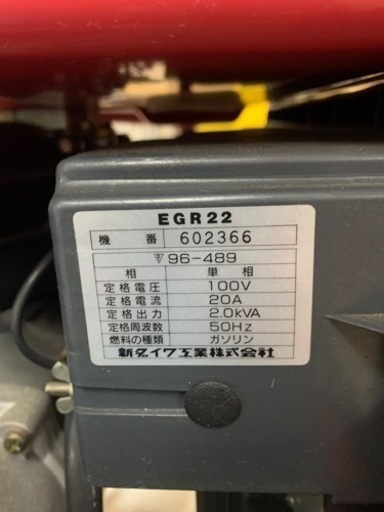 EGR22
機番 602366
▽〒 96-489
相 単相
定格電圧 100V
定格電流 20A
定格出力 2.0kVA
定格周波数 50Hz
燃料の種類 ガソリン
新ダイワ工業株式会社